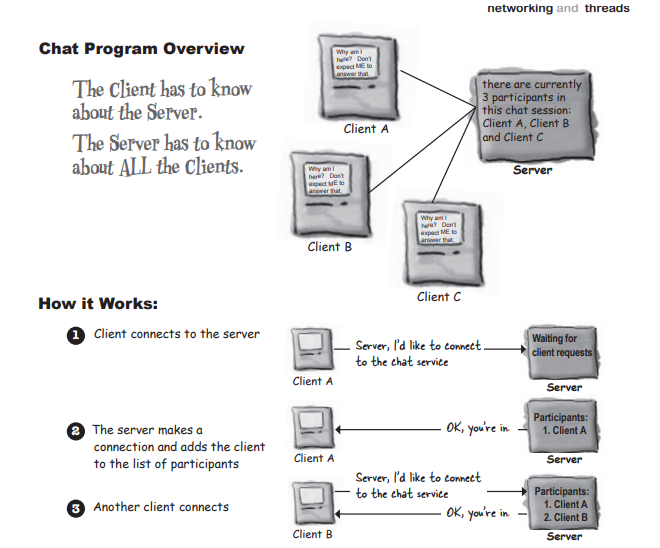 networking and threads
Chat Program Overview
The Client has to know
about the Server.
The Server has to know
about ALL the Clients.
Why am I
here? Don't
expect ME to
answer that.
Client A
there are currently
3 participants in
this chat session:
Client A, Client B
and Client C
Server
Why am I
here? Don't
expect ME to
answer that.
Client B
Why am I
here? Don't
expect ME to
answer that.
Client C
How it Works:
1 Client connects to the server
Client A
Server, I'd like to connect
to the chat service
Waiting for
client requests
Server
2 The server makes a
connection and adds the client
to the list of participants
Client A
OK, you're in
Participants:
1. Client A
Server
3 Another client connects
Client B
Server, I'd like to connect
to the chat service
OK, you're in
Participants:
1. Client A
2. Client B
Server